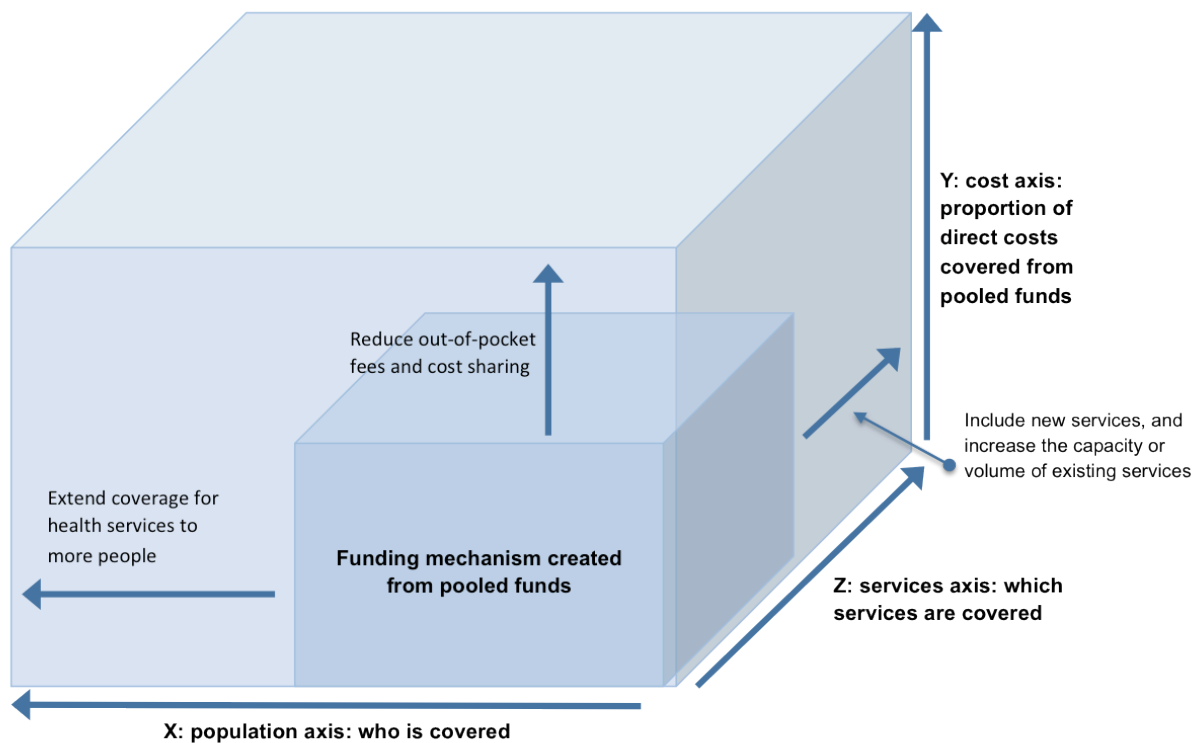 Y: cost axis:
proportion of
direct costs
covered from
pooled funds
Reduce out-of-pocket
fees and cost sharing
Include new services, and
increase the capacity or
volume of existing services
Extend coverage for
health services to
more people
Funding mechanism created
from pooled funds
Z: services axis: which
services are covered
X: population axis: who is covered